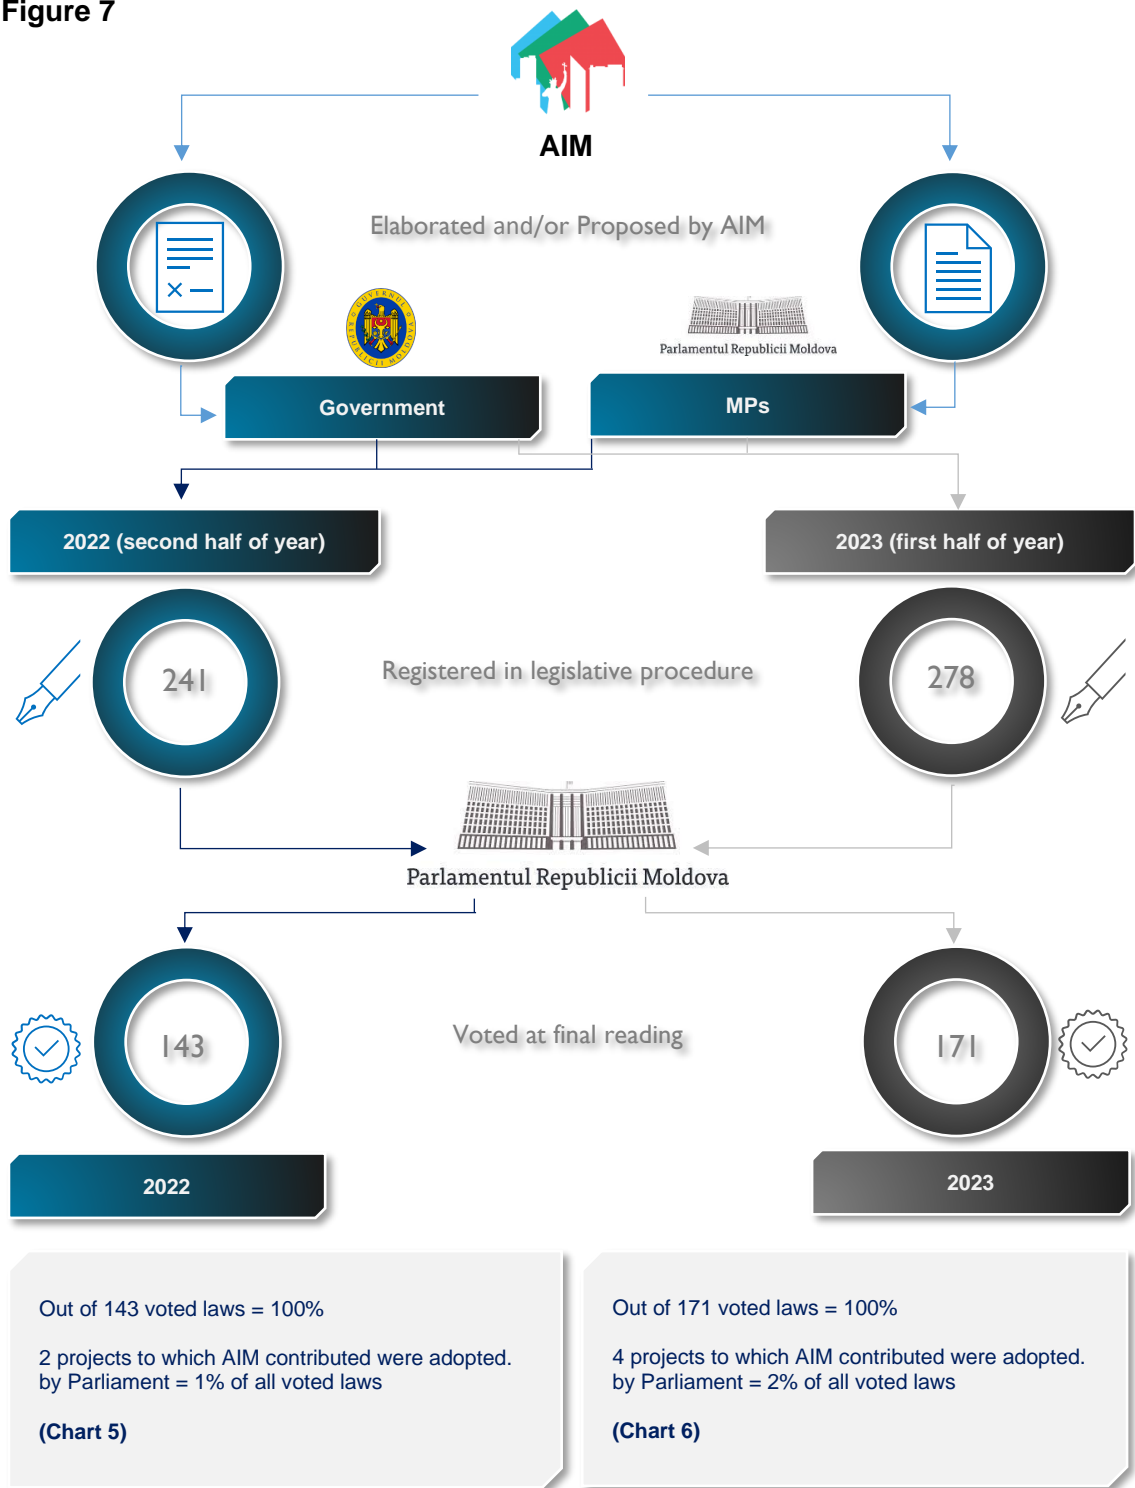 Figure 7
AIM
Elaborated and/or Proposed by AIM
GUVERNUL REPUBLICII MOLDOVA
Parlamentul Republicii Moldova
Government
MPs
2022 (second half of year)
2023 (first half of year)
241
Registered in legislative procedure
278
Parlamentul Republicii Moldova
143
Voted at final reading
171
2022
2023
Out of 143 voted laws = 100%
2 projects to which AIM contributed were adopted.
by Parliament = 1% of all voted laws
(Chart 5)
Out of 171 voted laws = 100%
4 projects to which AIM contributed were adopted.
by Parliament = 2% of all voted laws
(Chart 6)